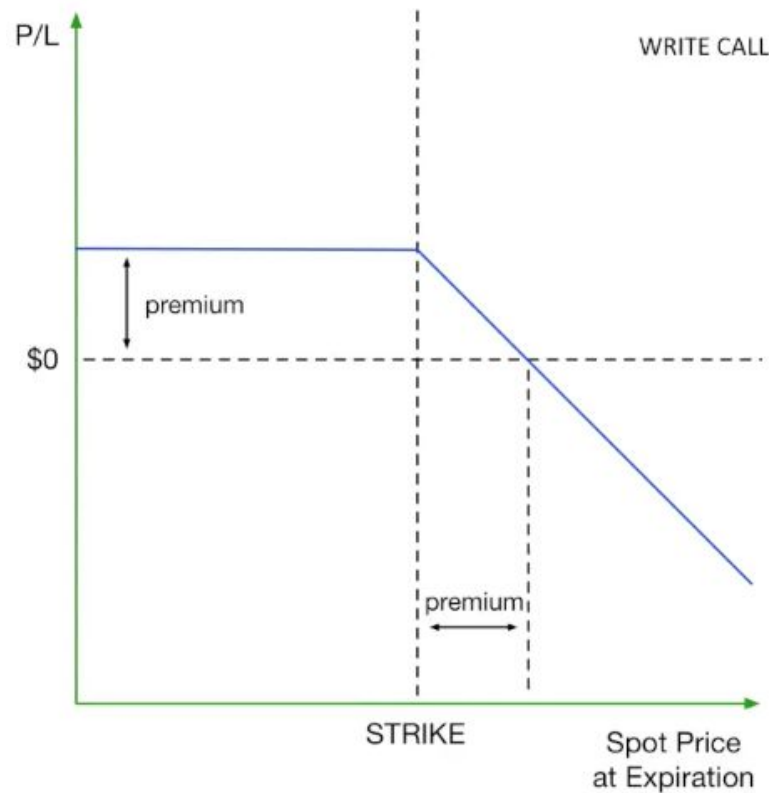 P/L
WRITE CALL
premium
$0
premium
STRIKE
Spot Price
at Expiration